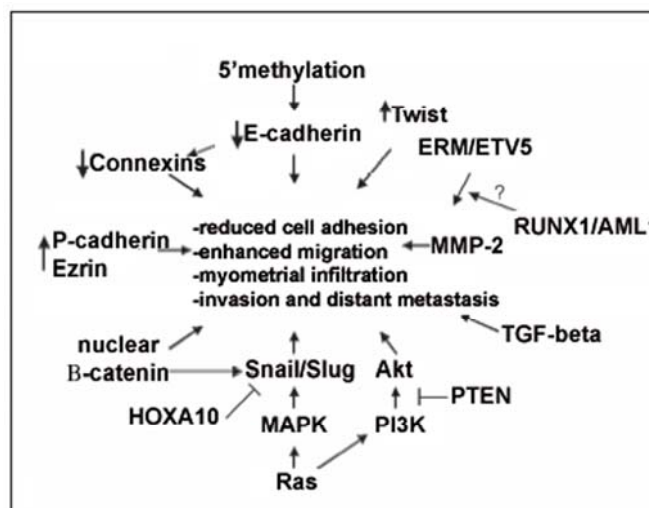 5'methylation
Twist
E-cadherin
ERM/ETV5
Connexins
?
-reduced cell adhesion
RUNX1/AML1
P-cadherin
-enhanced migration
MMP-2
Ezrin
-myometrial infiltration
-invasion and distant metastasis
TGF-beta
nuclear
B-catenin
Snail/Slug
Akt
PTEN
HOXA10
MAPK
PI3K
Ras